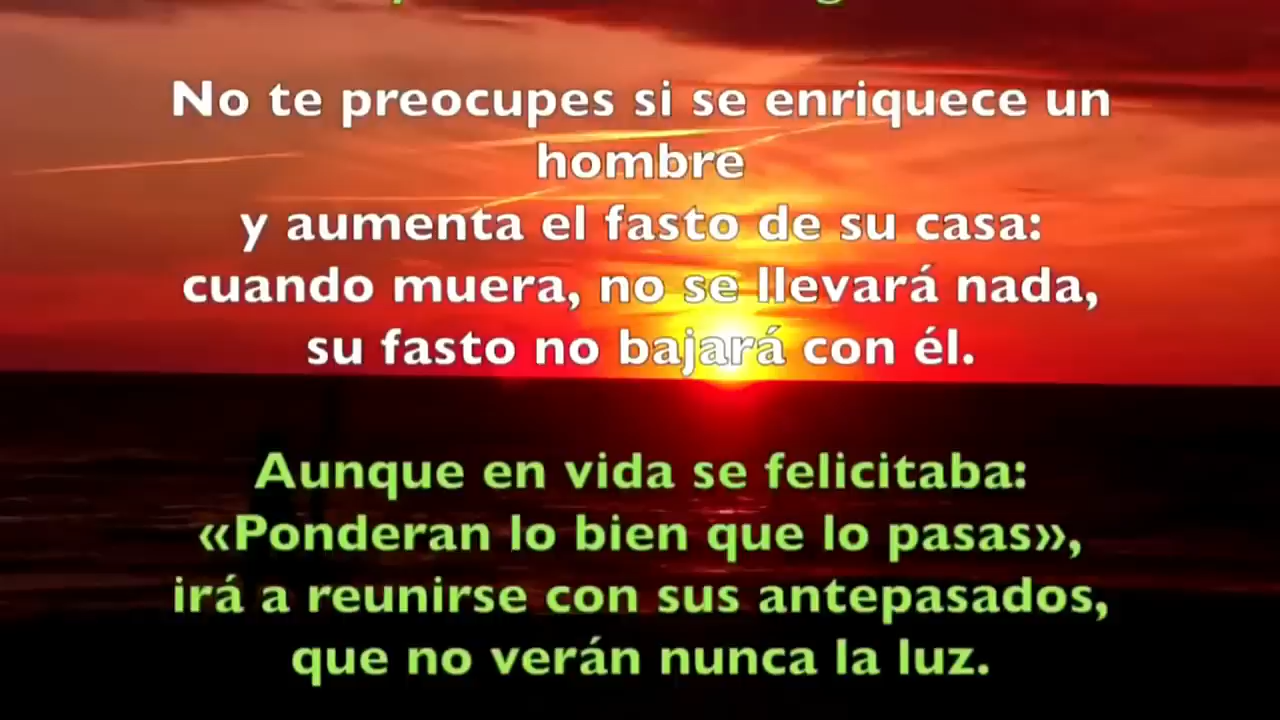 No te preocupes si se enriquece un
hombre
y aumenta el fasto de su casa:
cuando muera, no se llevará nada,
su fasto no bajará con él.
Aunque en vida se felicitaba:
«Ponderan lo bien que lo pasas»,
irá a reunirse con sus antepasados,
que no verán nunca la luz.